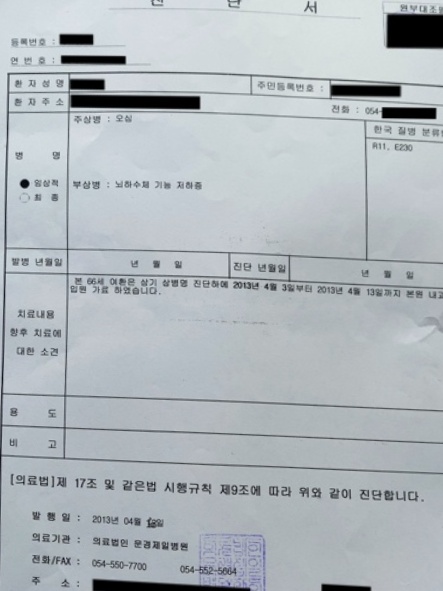 진 단 서
원부대조필
등록번호 :
연 번호 :
환 자 성 명
주민등록번호 :
환 자 주 소
전화 : 054-
주상병 : 오심
한국 질병 분류
R11, E230
병 명
● 임상적
○ 최 종
부상병 : 뇌하수체 기능 저하증
발병 년월일
년 월 일
진단 년월일
년 월 일
본 66세 여환은 상기 상병명 진단하에 2013년 4월 3일부터 2013년 4월 13일까지 본원 내
입원 가료 하였습니다.
치료내용
향후 치료에
대한 소견
용 도
비 고
[의료법]제 17조 및 같은법 시행규칙 제9조에 따라 위와 같이 진단합니다.
발 행 일 : 2013년 04월 일
의료기관 : 의료법인 문경제일병원
전화/FAX : 054-550-7700 054-552-5664
주 소 :